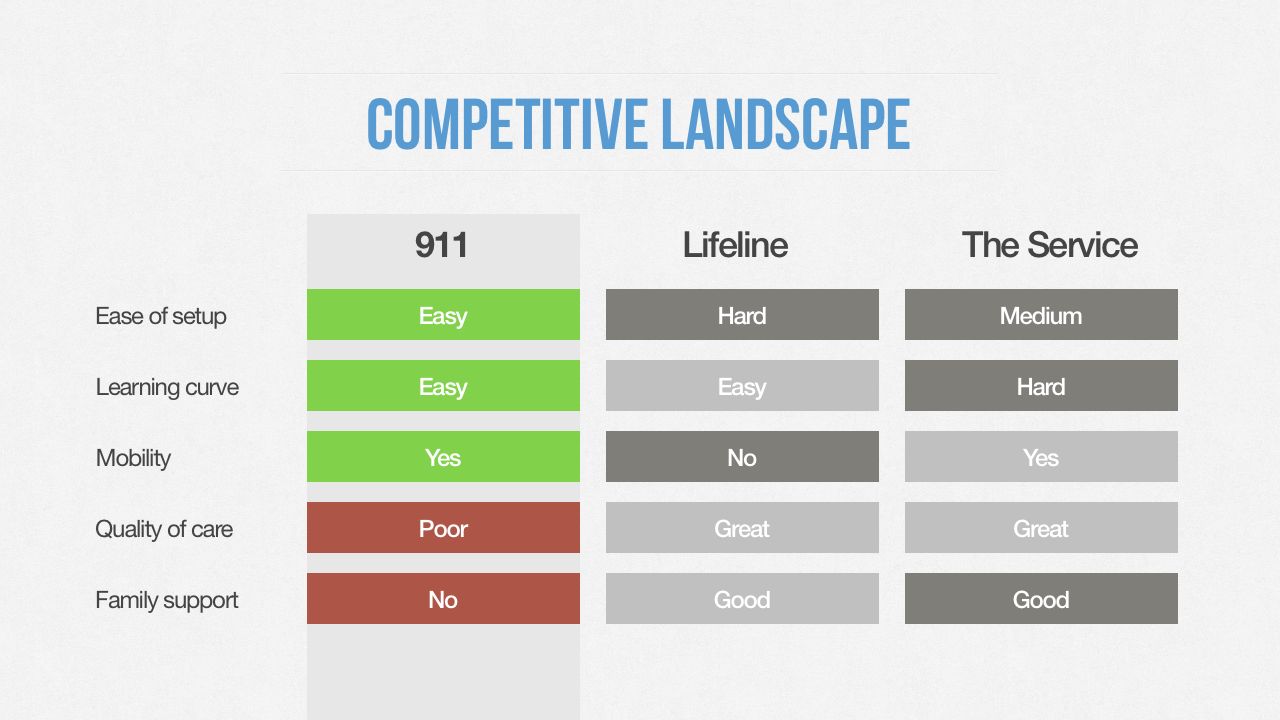 COMPETITIVE LANDSCAPE
911 Lifeline The Service
Ease of setup Easy Hard Medium
Learning curve Easy Easy Hard
Mobility Yes No Yes
Quality of care Poor Great Great
Family support No Good Good